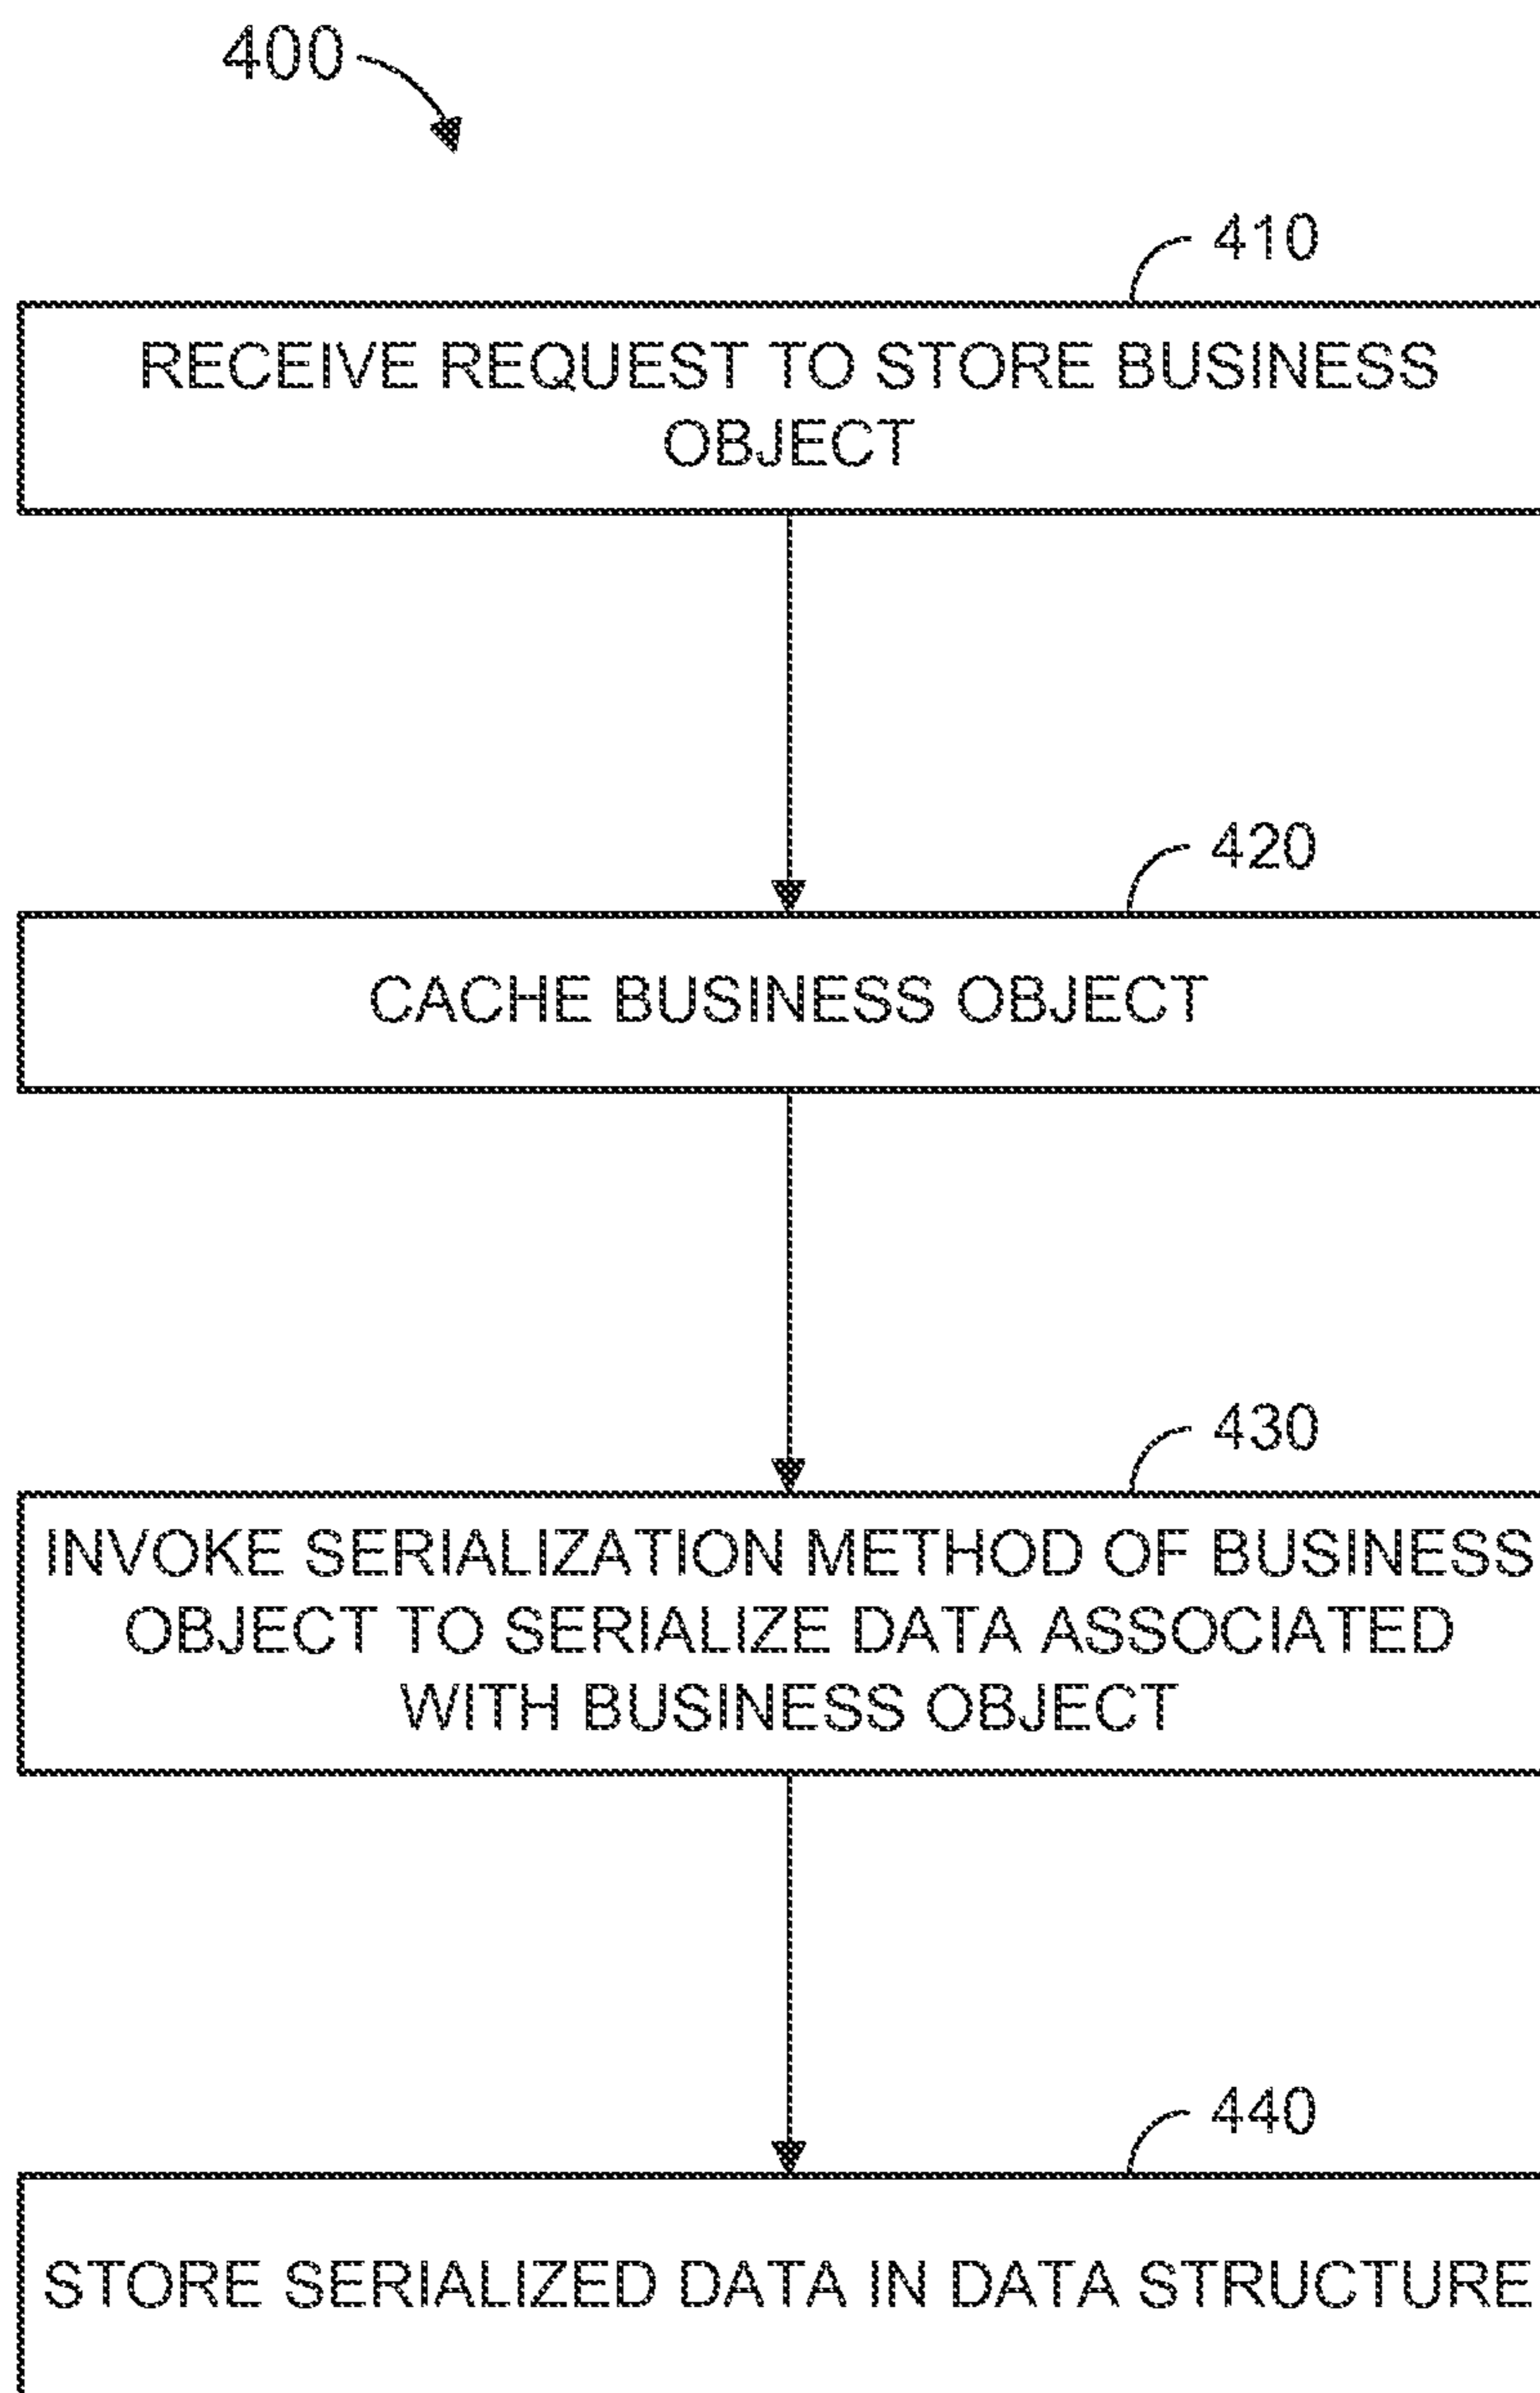 400
410
RECEIVE REQUEST TO STORE BUSINESS
OBJECT
420
CACHE BUSINESS OBJECT
430
INVOKE SERIALIZATION METHOD OF BUSINESS
OBJECT TO SERIALIZE DATA ASSOCIATED
WITH BUSINESS OBJECT
440
STORE SERIALIZED DATA IN DATA STRUCTURE